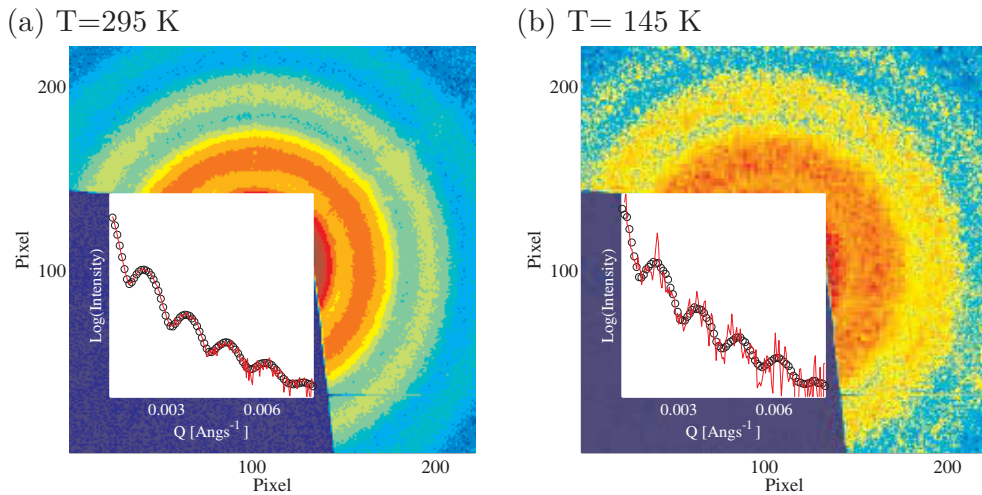 (a) T=295 K
(b) T= 145 K
200
100
Pixel
Log(Intensity)
0.003
0.006
Q [Angs⁻¹]
100
200
Pixel
200
100
Pixel
Log(Intensity)
0.003
0.006
Q [Angs⁻¹]
100
200
Pixel